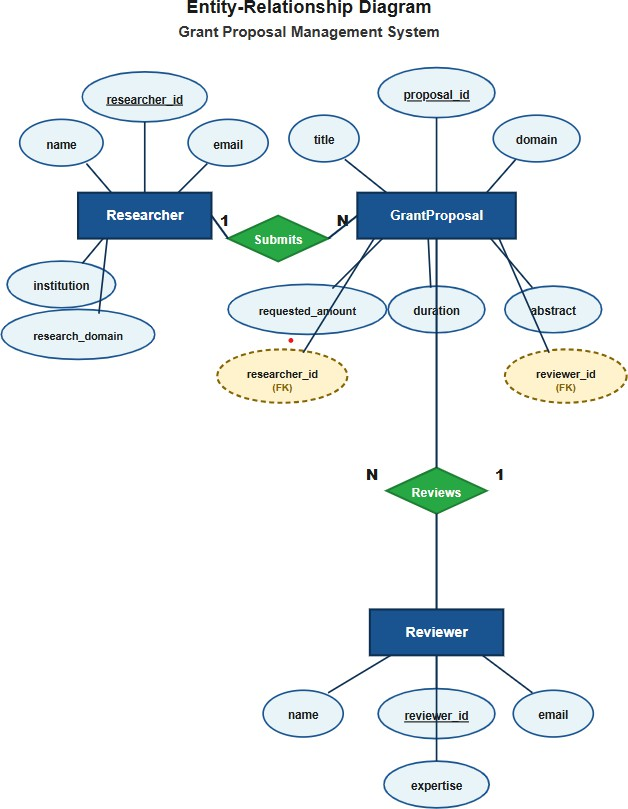 Entity-Relationship Diagram
Grant Proposal Management System
researcher_id
proposal_id
name
email
title
domain
Researcher
1
Submits
N
GrantProposal
institution
research_domain
requested_amount
duration
abstract
researcher_id
(FK)
reviewer_id
(FK)
N
Reviews
1
Reviewer
name
reviewer_id
email
expertise